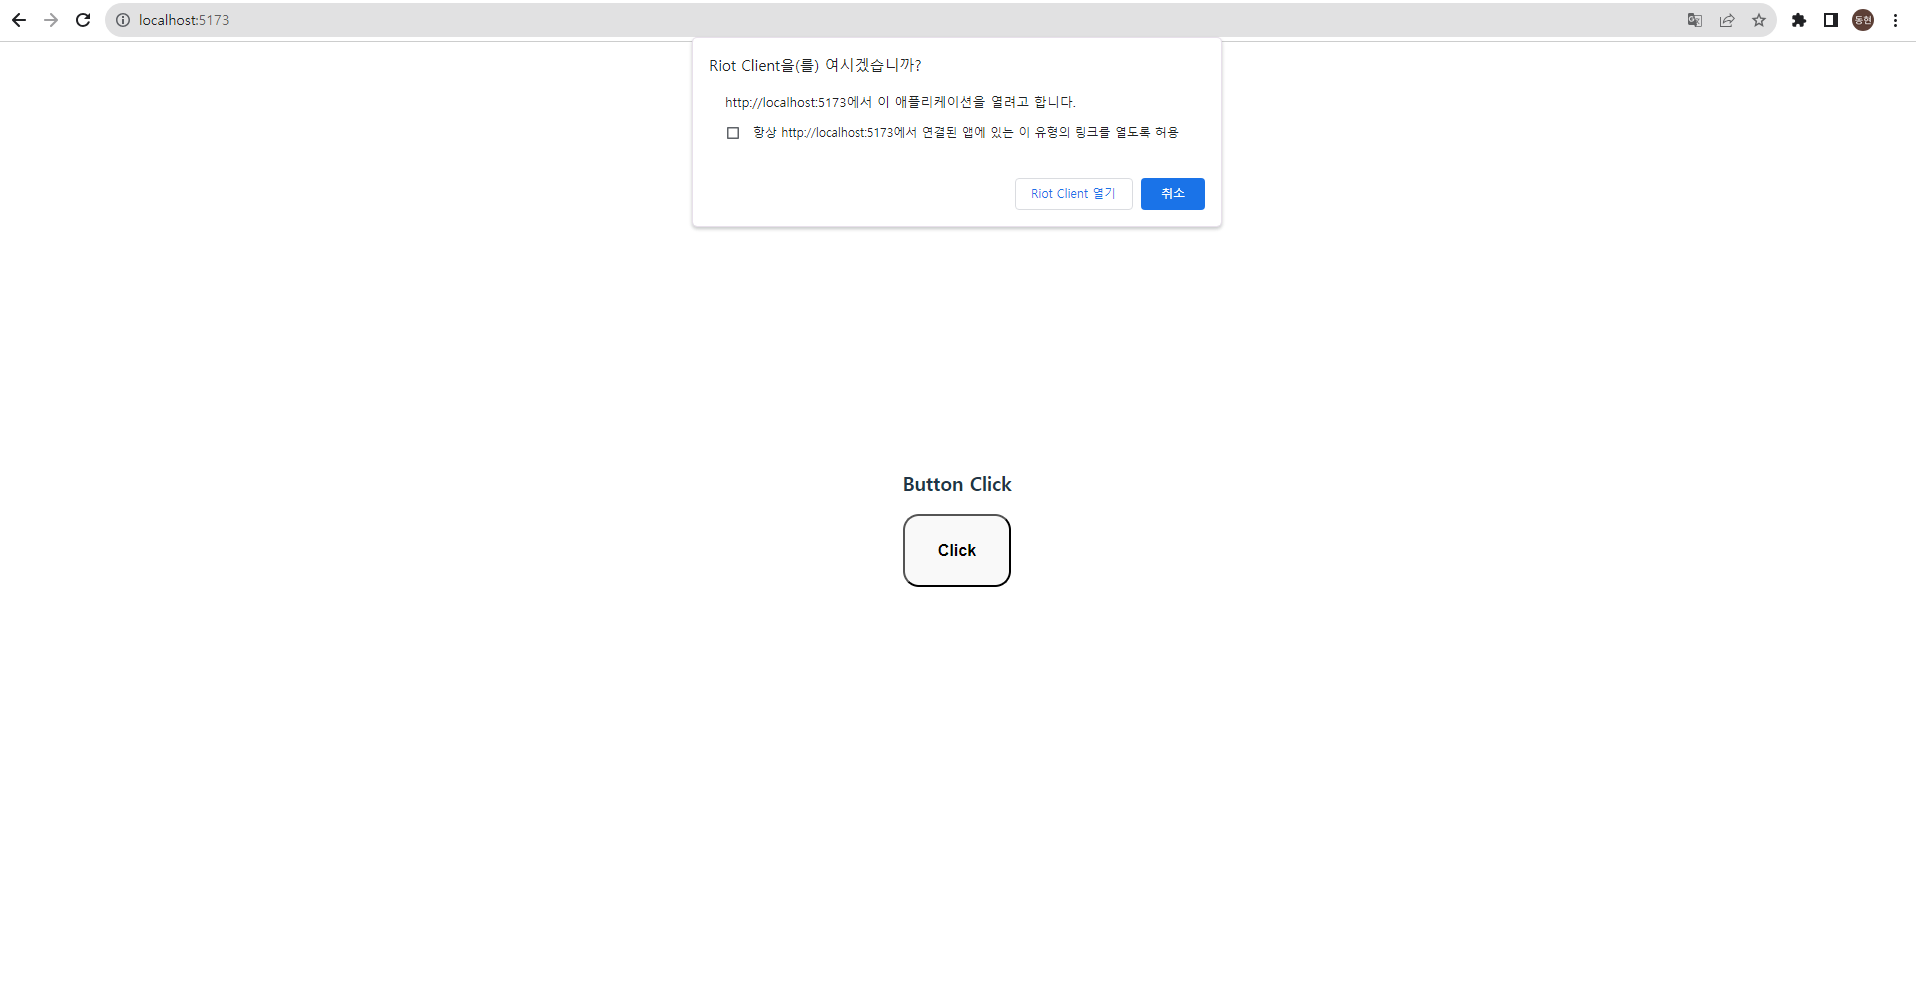 localhost:5173
동현
Riot Client을(를) 여시겠습니까?
http://localhost:5173에서 이 애플리케이션을 열려고 합니다.
항상 http://localhost:5173에서 연결된 앱에 있는 이 유형의 링크를 열도록 허용
Riot Client 열기
취소
Button Click
Click